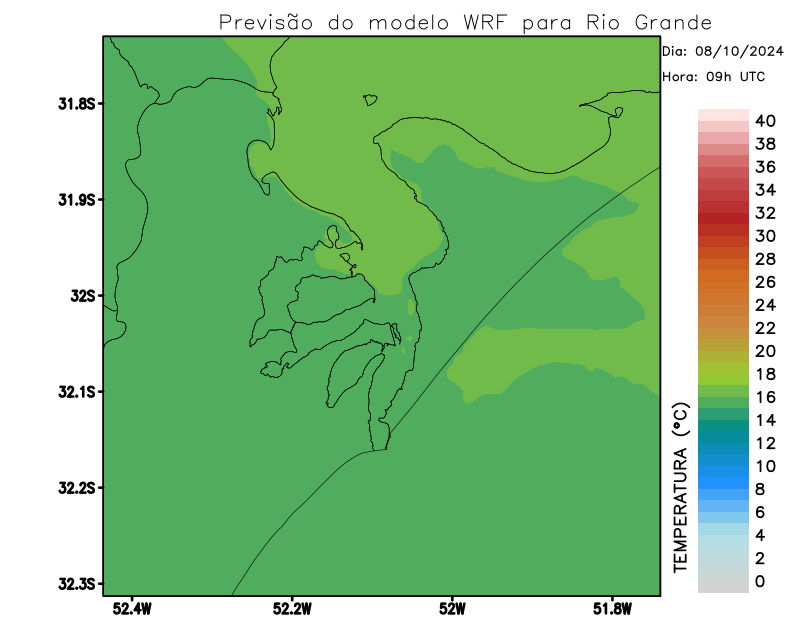 Previsão do modelo WRF para Rio Grande
Dia: 08/10/2024
Hora: 09h UTC
31.8S
31.9S
32S
32.1S
32.2S
32.3S
52.4W
52.2W
52W
51.8W
TEMPERATURA (°C)
40
38
36
34
32
30
28
26
24
22
20
18
16
14
12
10
8
6
4
2
0